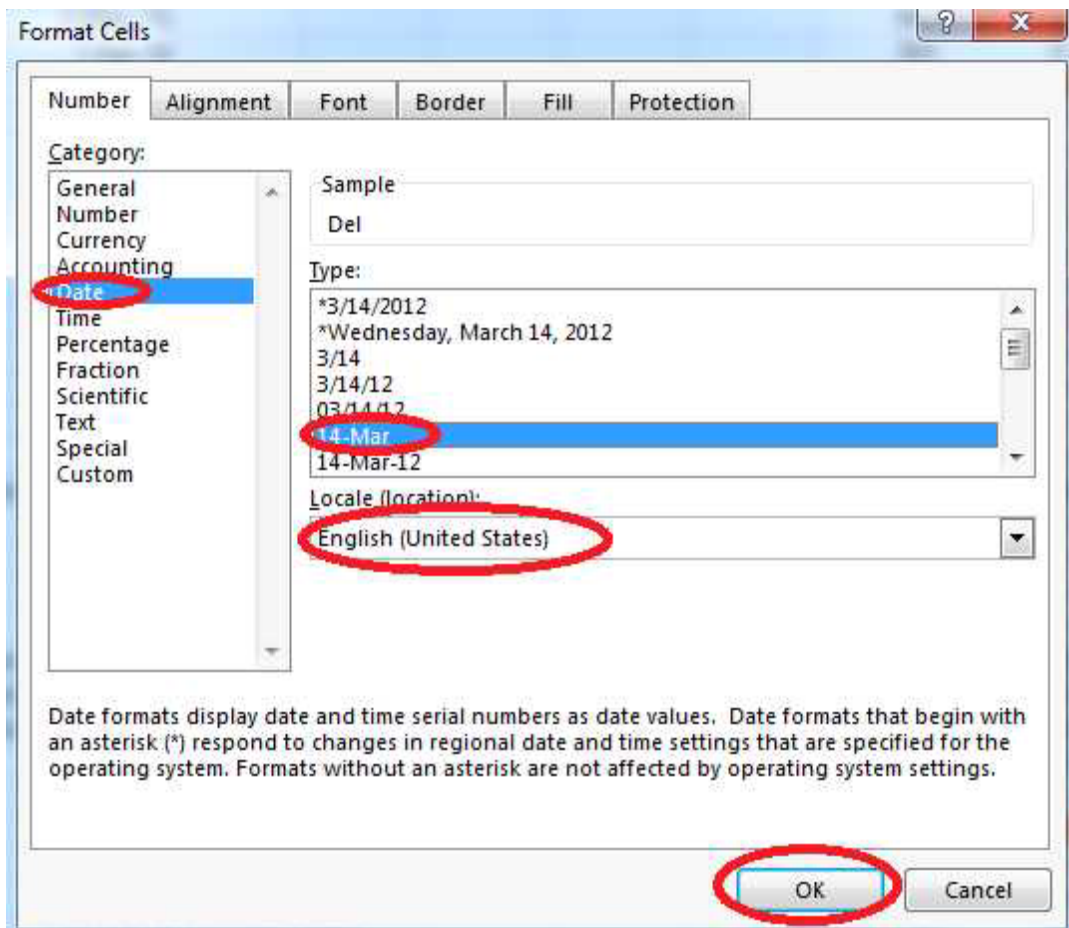 Format Cells
?
X
Number
Alignment
Font
Border
Fill
Protection
Category:
General
Number
Currency
Accounting
Date
Time
Percentage
Fraction
Scientific
Text
Special
Custom
Sample
Del
Type:
*3/14/2012
*Wednesday, March 14, 2012
3/14
3/14/12
03/14/12
14-Mar
14-Mar-12
Locale (location):
English (United States)
Date formats display date and time serial numbers as date values. Date formats that begin with
an asterisk (*) respond to changes in regional date and time settings that are specified for the
operating system. Formats without an asterisk are not affected by operating system settings.
OK
Cancel